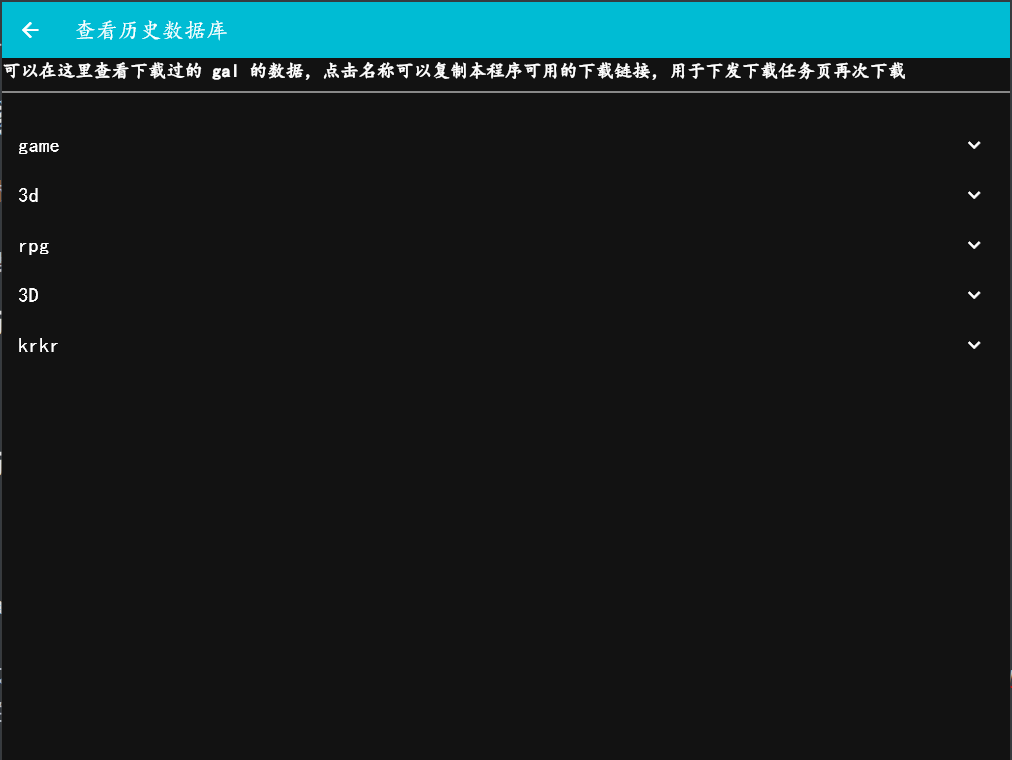 查看历史数据库
可以在这里查看下载过的 gal 的数据，点击名称可以复制本程序可用的下载链接，用于下发下载任务页再次下载
game
3d
rpg
3D
krkr